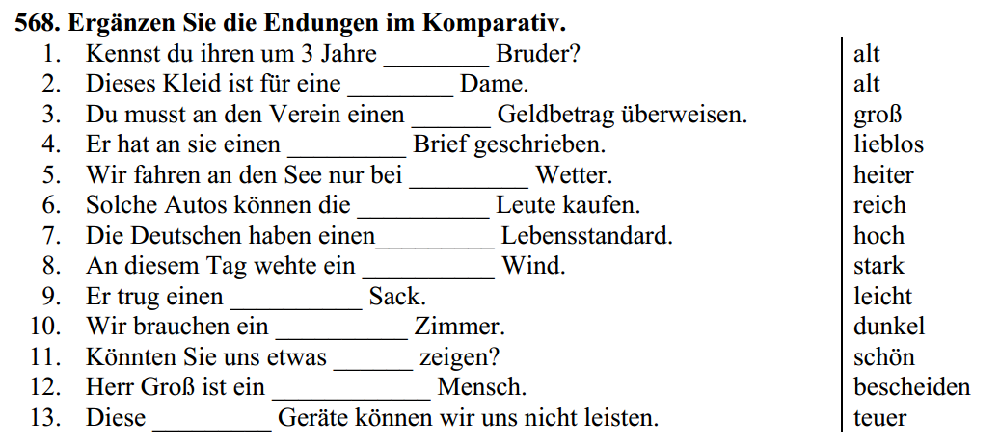 568. Ergänzen Sie die Endungen im Komparativ.
1. Kennst du ihren um 3 Jahre ________ Bruder? alt
2. Dieses Kleid ist für eine ________ Dame. alt
3. Du musst an den Verein einen ______ Geldbetrag überweisen. groß
4. Er hat an sie einen _________ Brief geschrieben. lieblos
5. Wir fahren an den See nur bei _________ Wetter. heiter
6. Solche Autos können die __________ Leute kaufen. reich
7. Die Deutschen haben einen_________ Lebensstandard. hoch
8. An diesem Tag wehte ein __________ Wind. stark
9. Er trug einen __________ Sack. leicht
10. Wir brauchen ein __________ Zimmer. dunkel
11. Könnten Sie uns etwas ______ zeigen? schön
12. Herr Groß ist ein ____________ Mensch. bescheiden
13. Diese _________ Geräte können wir uns nicht leisten. teuer